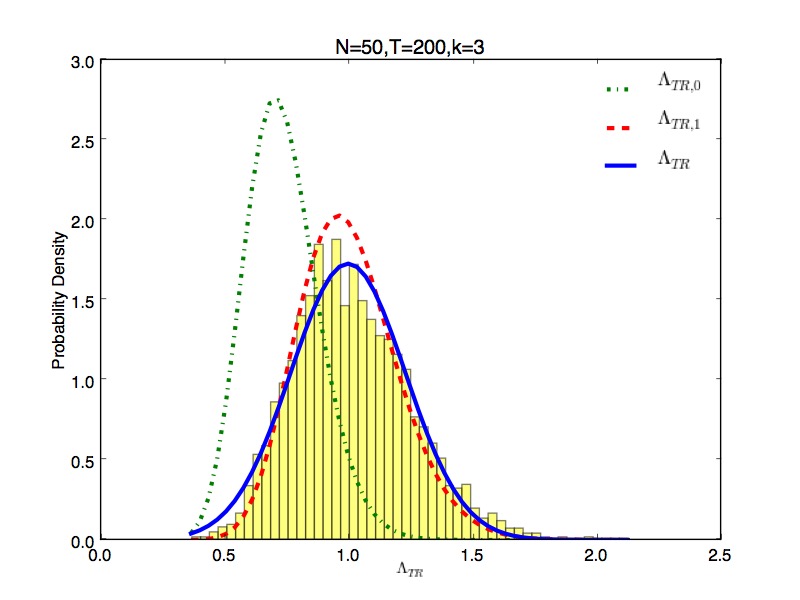 N=50,T=200,k=3
3.0
2.5
2.0
1.5
1.0
0.5
0.0
Probability Density
Λ_{TR,0}
Λ_{TR,1}
Λ_{TR}
0.0 0.5 1.0 1.5 2.0 2.5
Λ_{TR}